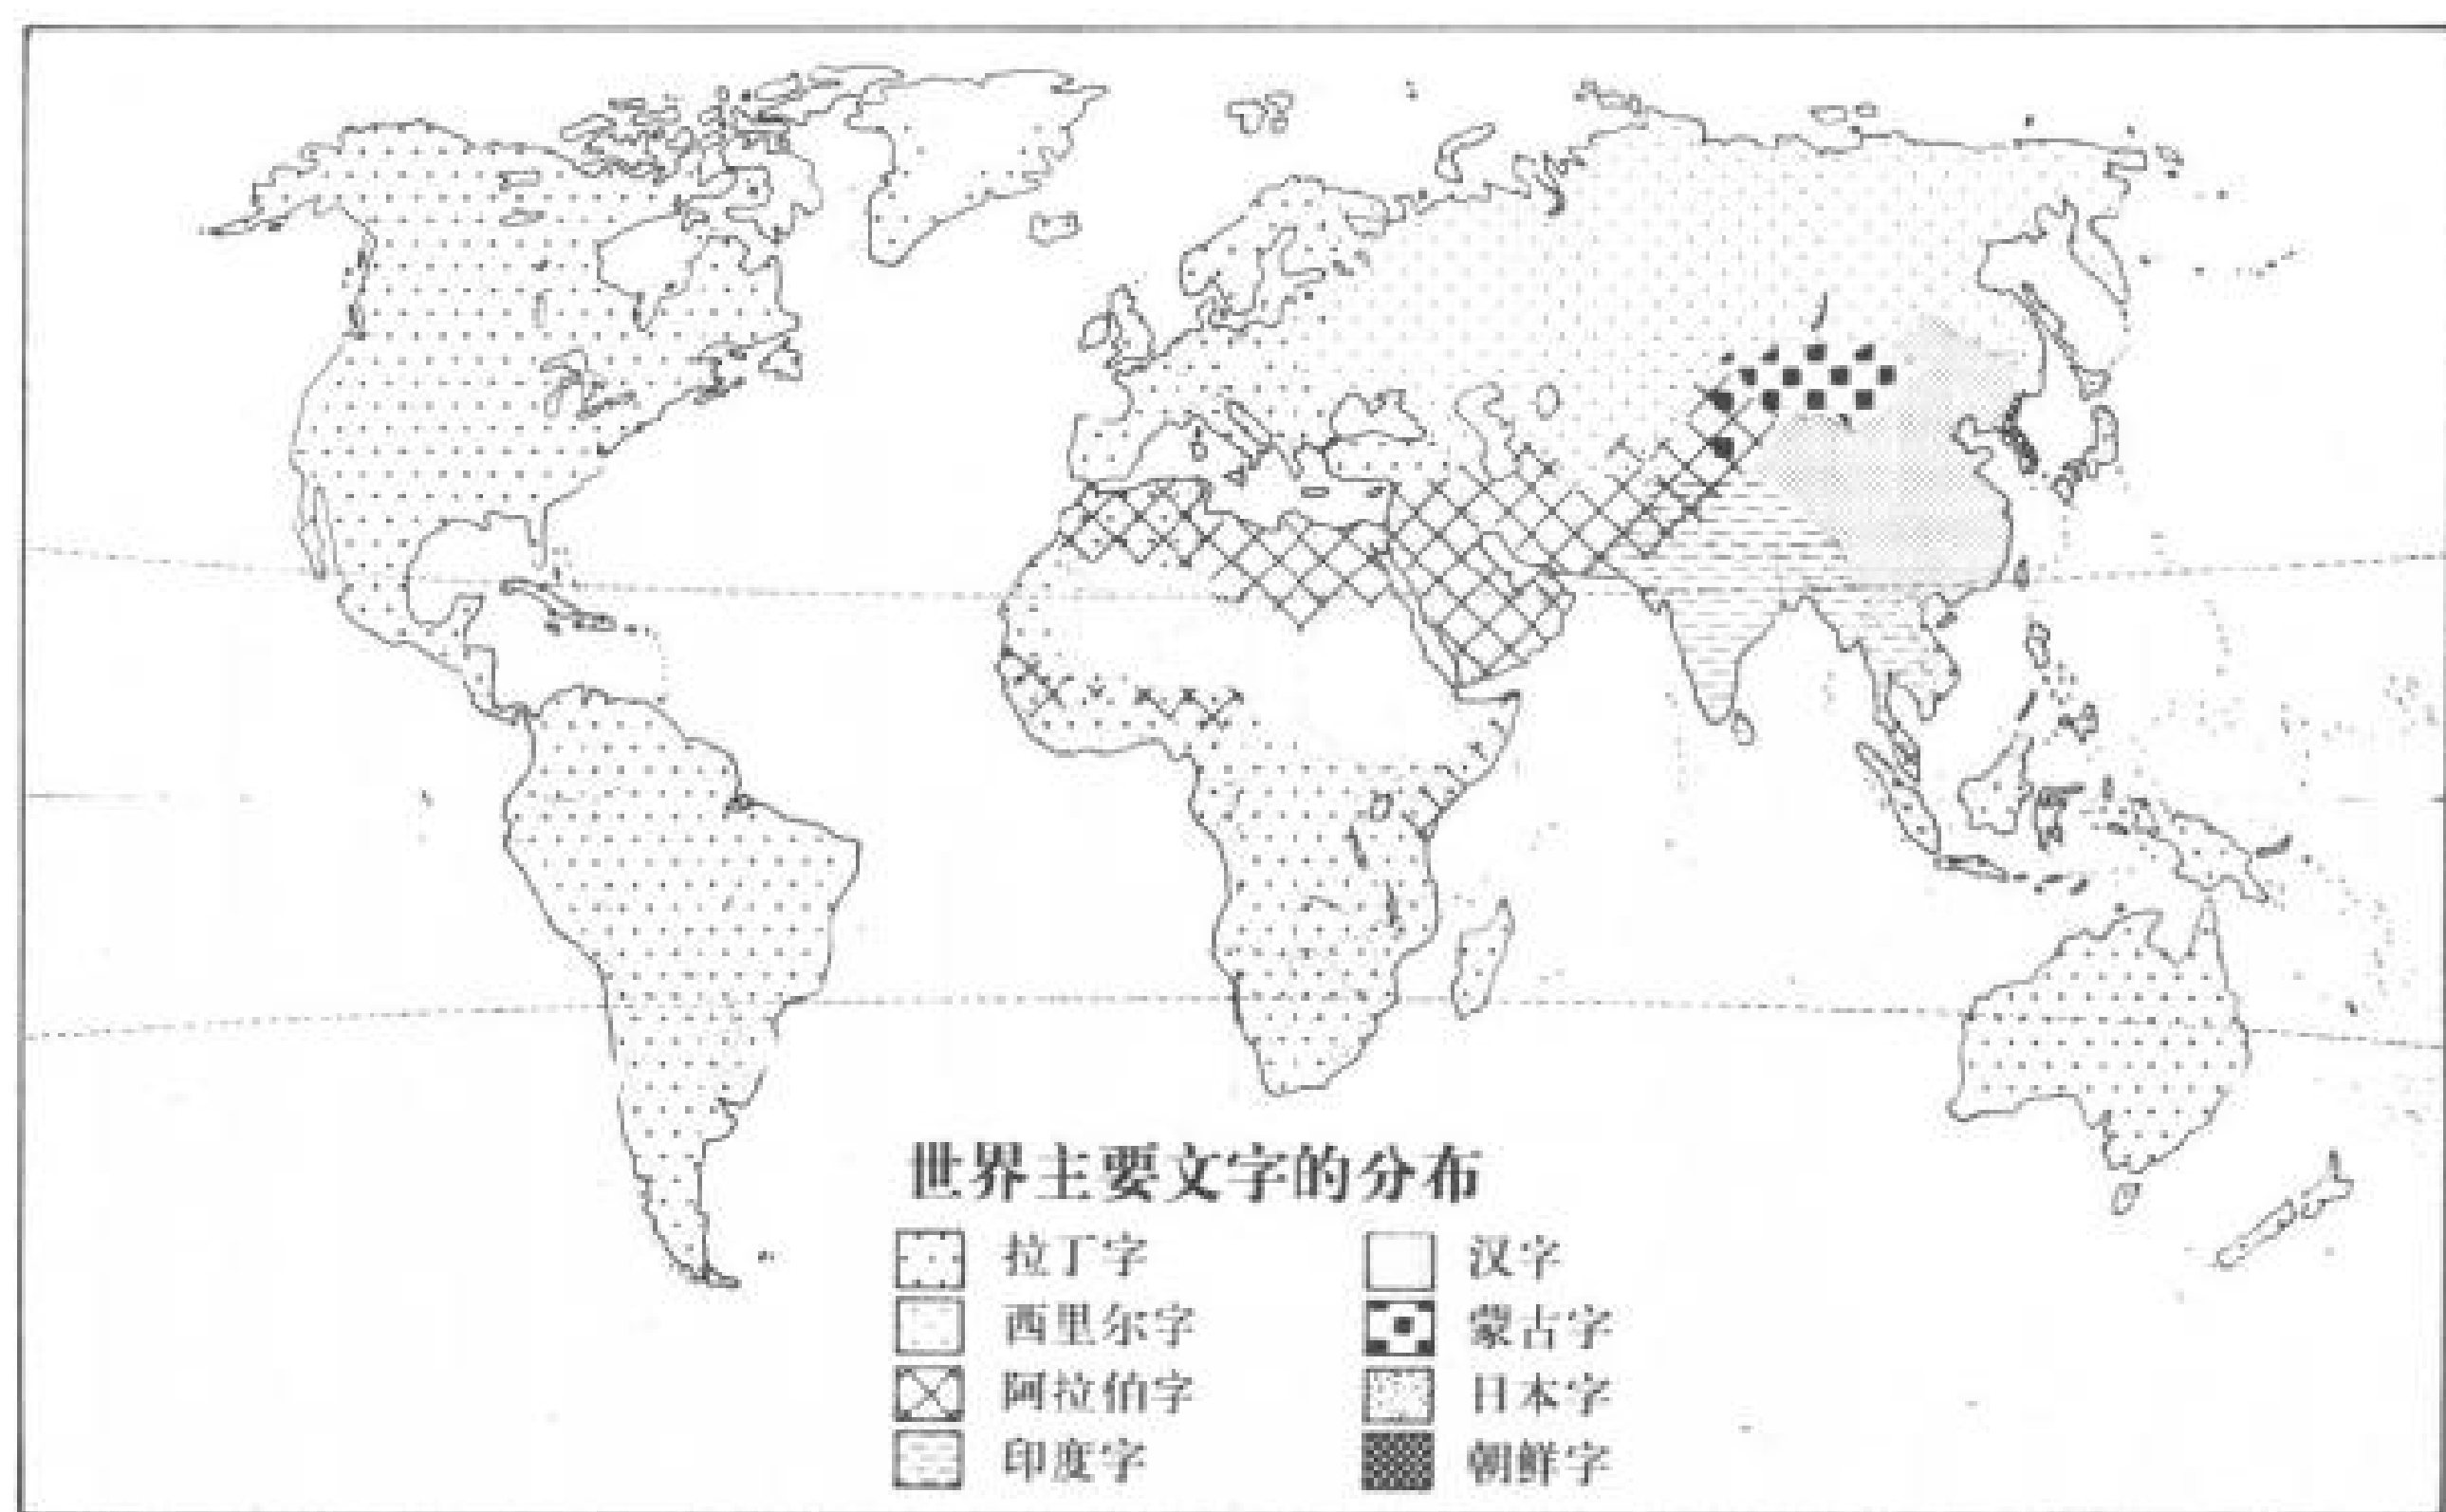 世界主要文字的分布
拉丁字
西里尔字
阿拉伯字
印度字
汉字
蒙古字
日本字
朝鲜字